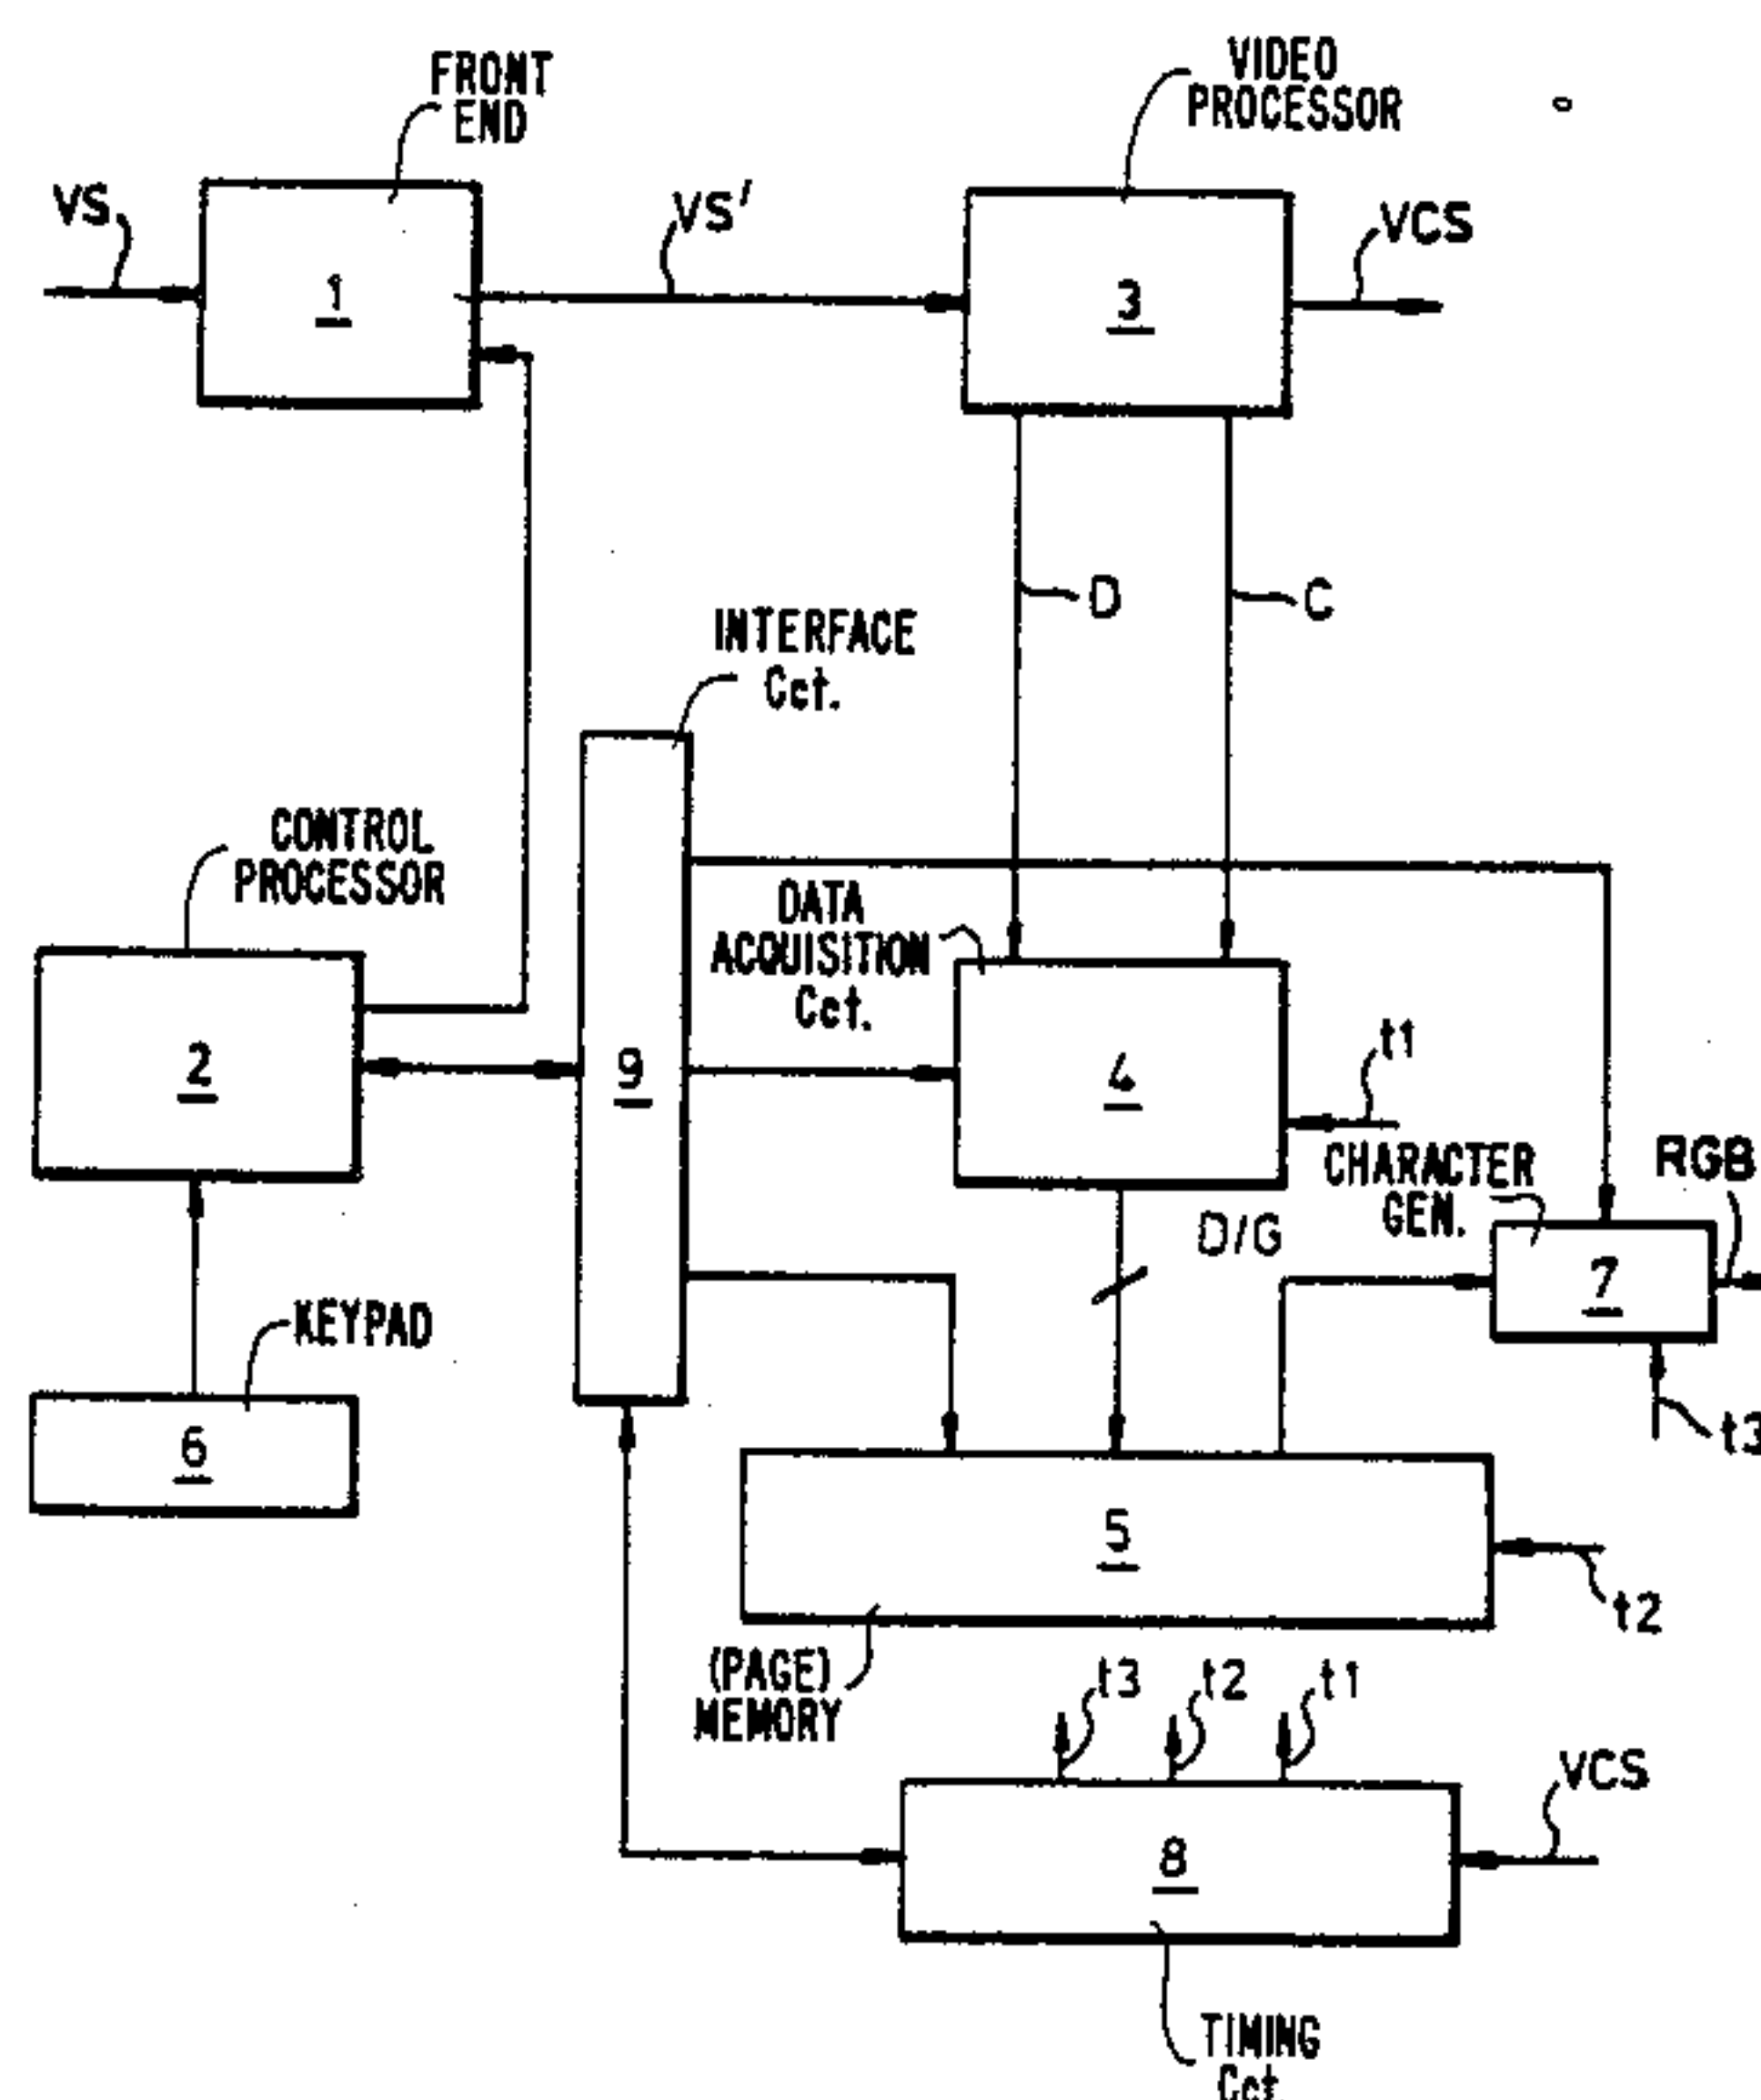 FRONT
END
VIDEO
PROCESSOR
VS
VS'
VCS
1
3
D
C
INTERFACE
Cct.
CONTROL
PROCESSOR
DATA
ACQUISITION
Cct.
2
9
4
t1
CHARACTER
GEN.
RGB
D/G
7
KEYPAD
6
t3
5
t2
(PAGE)
MEMORY
t3
t2
t1
VCS
8
TIMING
Cct.